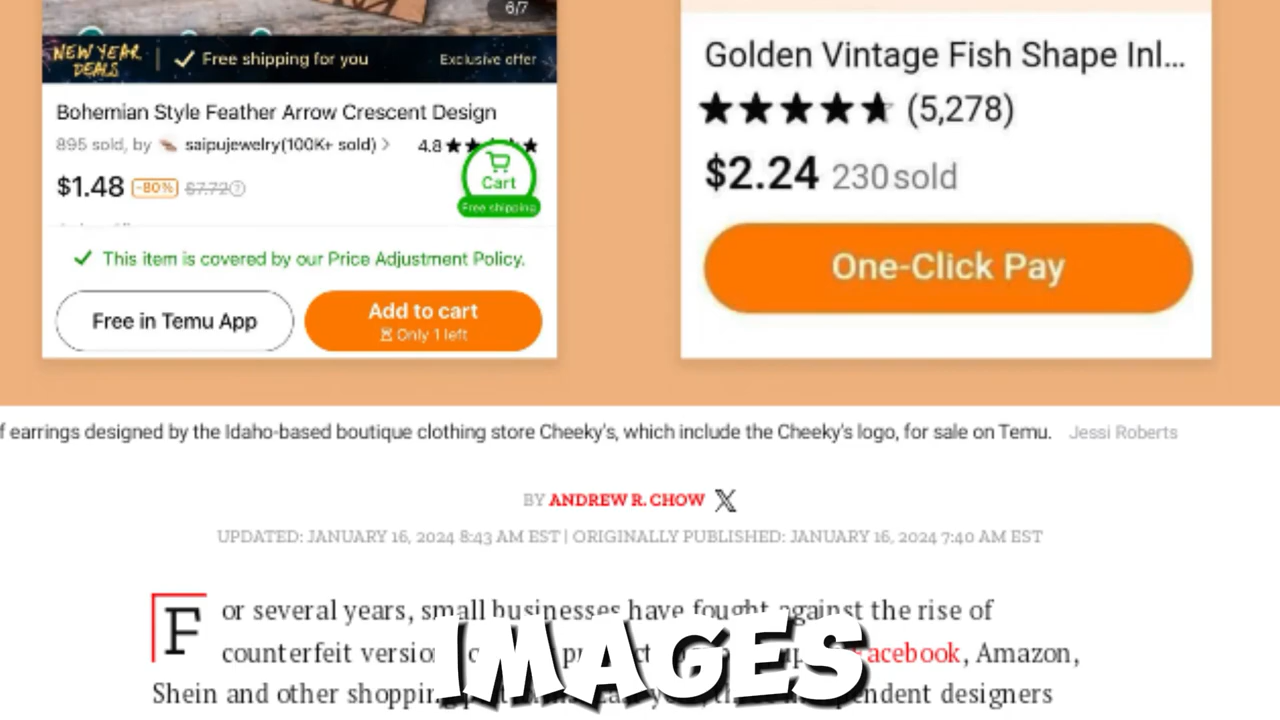 6/7
NEW YEAR DEALS
Free shipping for you
Exclusive offer
Bohemian Style Feather Arrow Crescent Design
895 sold, by saipujewelry(100K+ sold) >
4.8
$1.48 -80% $7.72
Cart
Free shipping
This item is covered by our Price Adjustment Policy.
Free in Temu App
Add to cart
Only 1 left
Golden Vintage Fish Shape Inl...
(5,278)
$2.24 230 sold
One-Click Pay
f earrings designed by the Idaho-based boutique clothing store Cheeky's, which include the Cheeky's logo, for sale on Temu. Jessi Roberts
BY ANDREW R. CHOW
UPDATED: JANUARY 16, 2024 8:43 AM EST | ORIGINALLY PUBLISHED: JANUARY 16, 2024 7:40 AM EST
For several years, small businesses have fought against the rise of
counterfeit Facebook, Amazon,
Shein and other designers
IMAGES